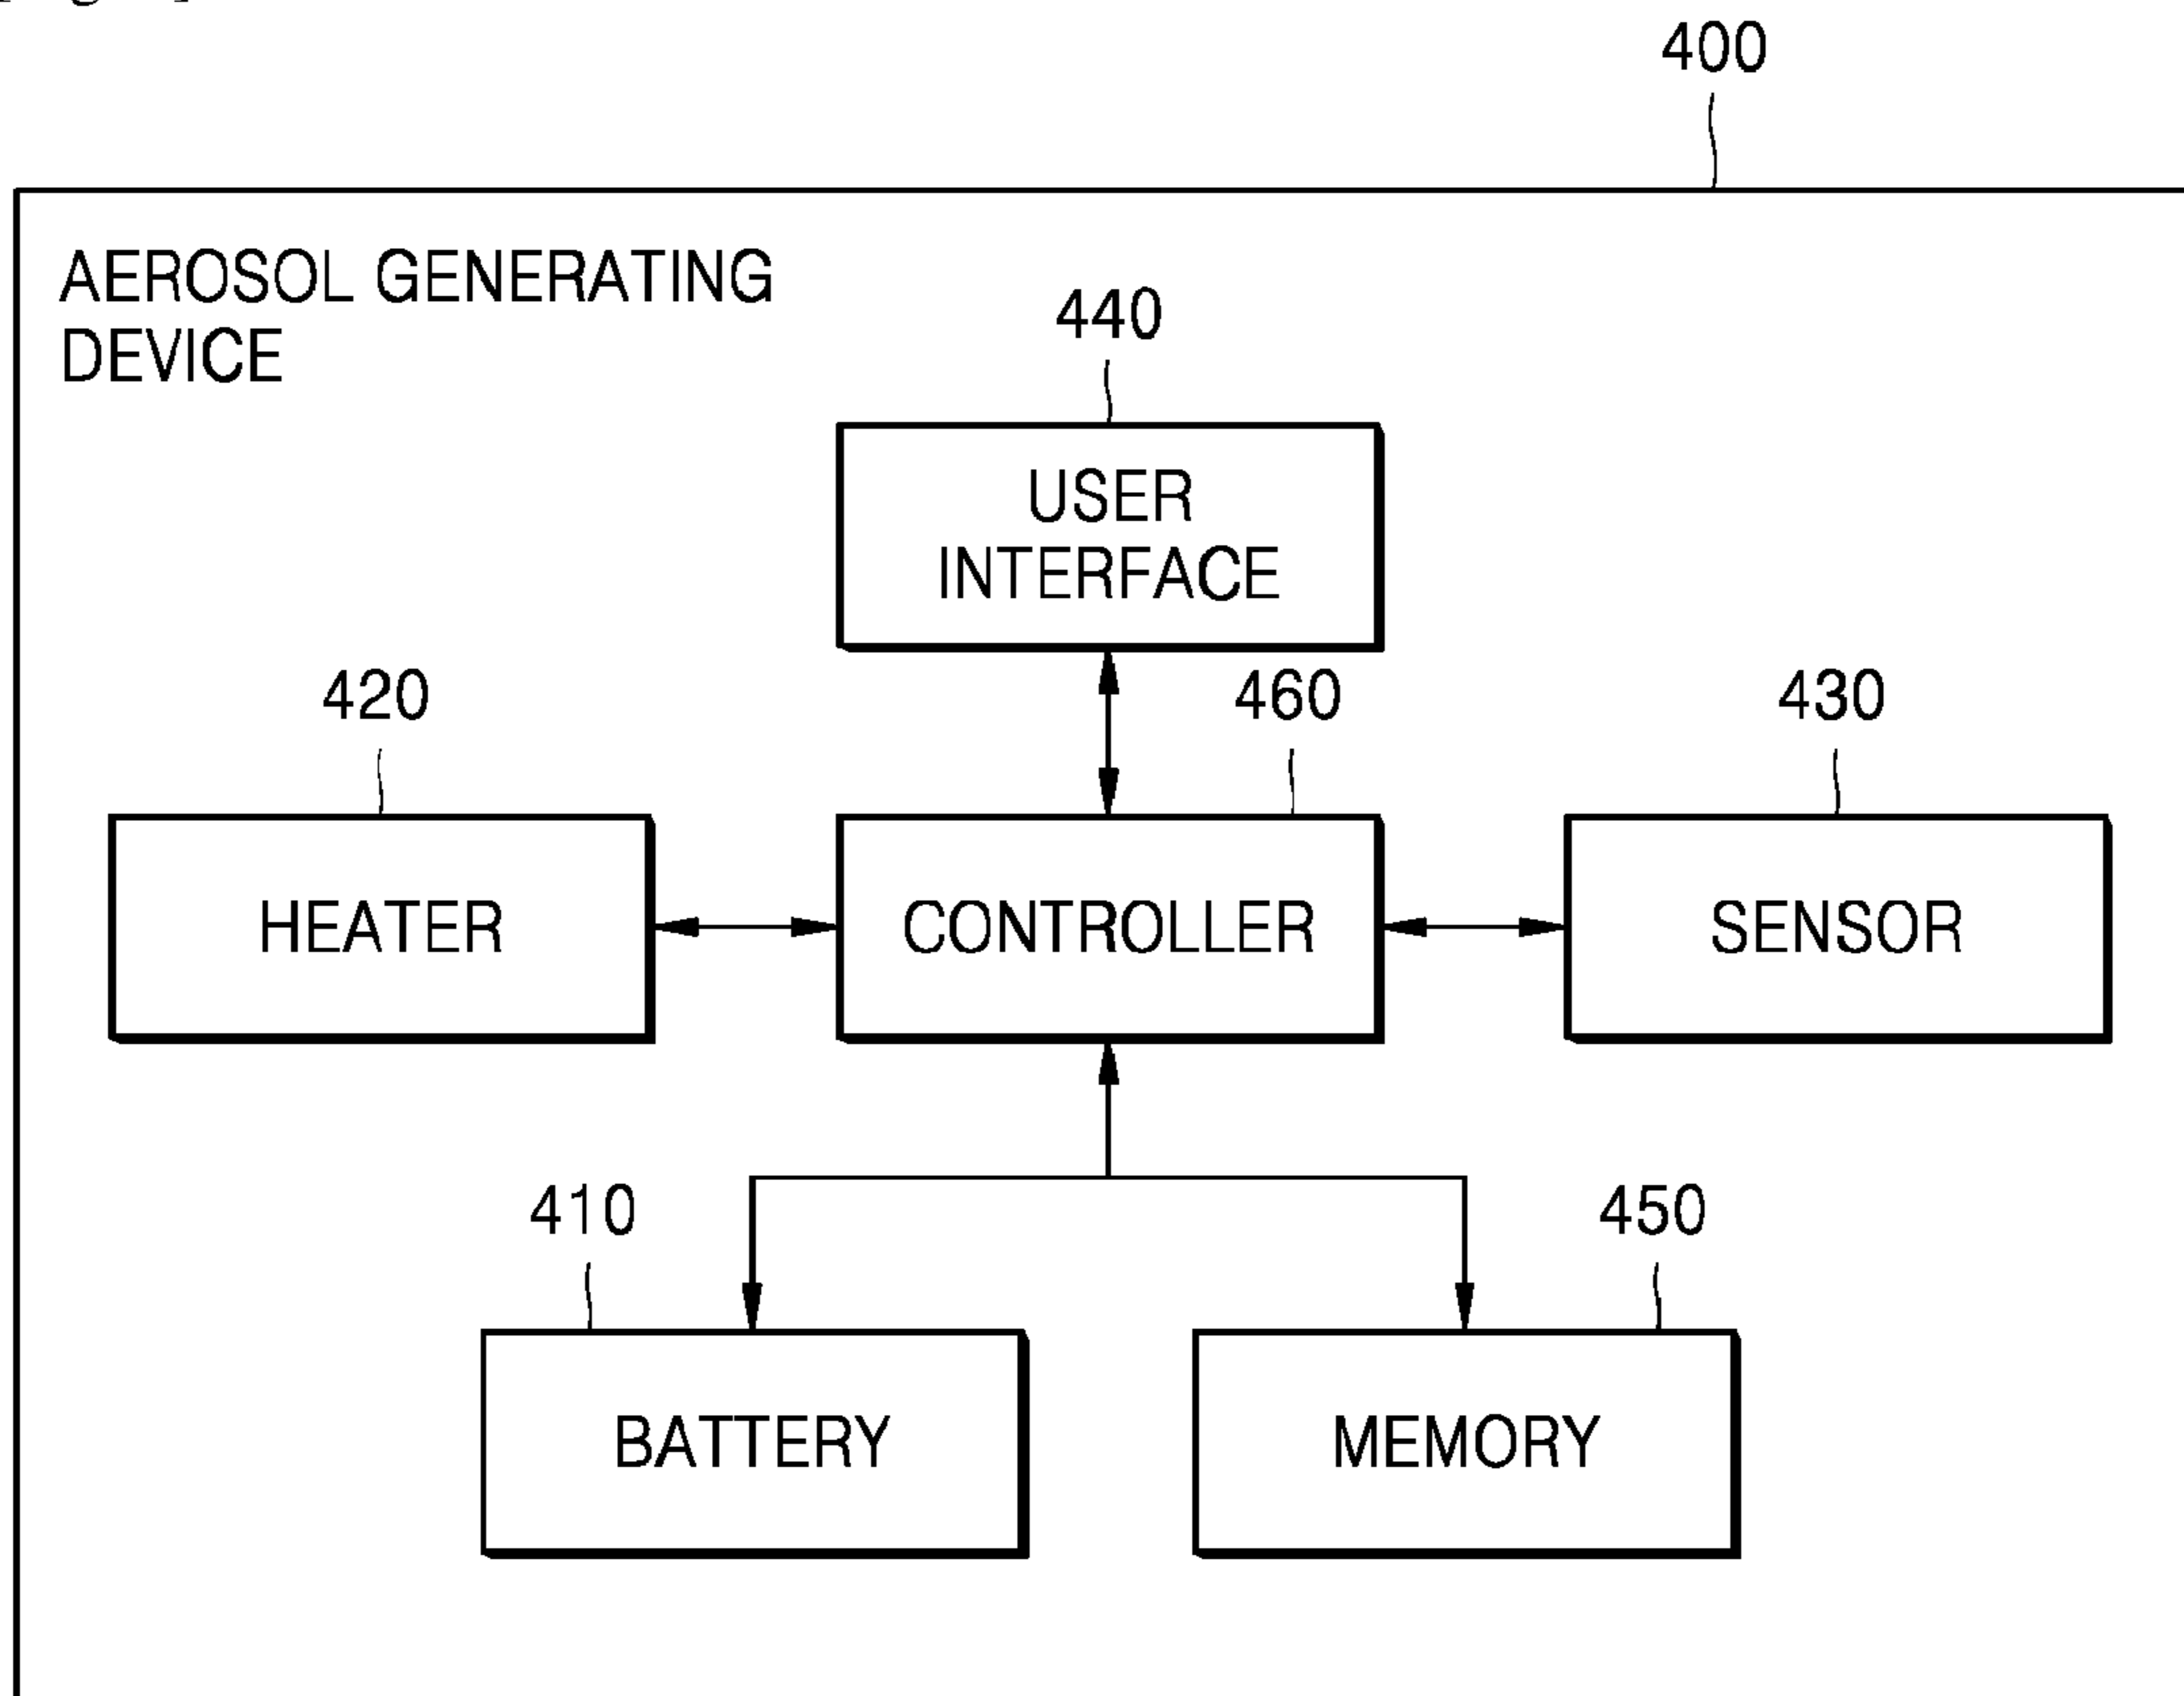 400
AEROSOL GENERATING
DEVICE
440
USER
INTERFACE
420
460
430
HEATER
CONTROLLER
SENSOR
410
450
BATTERY
MEMORY